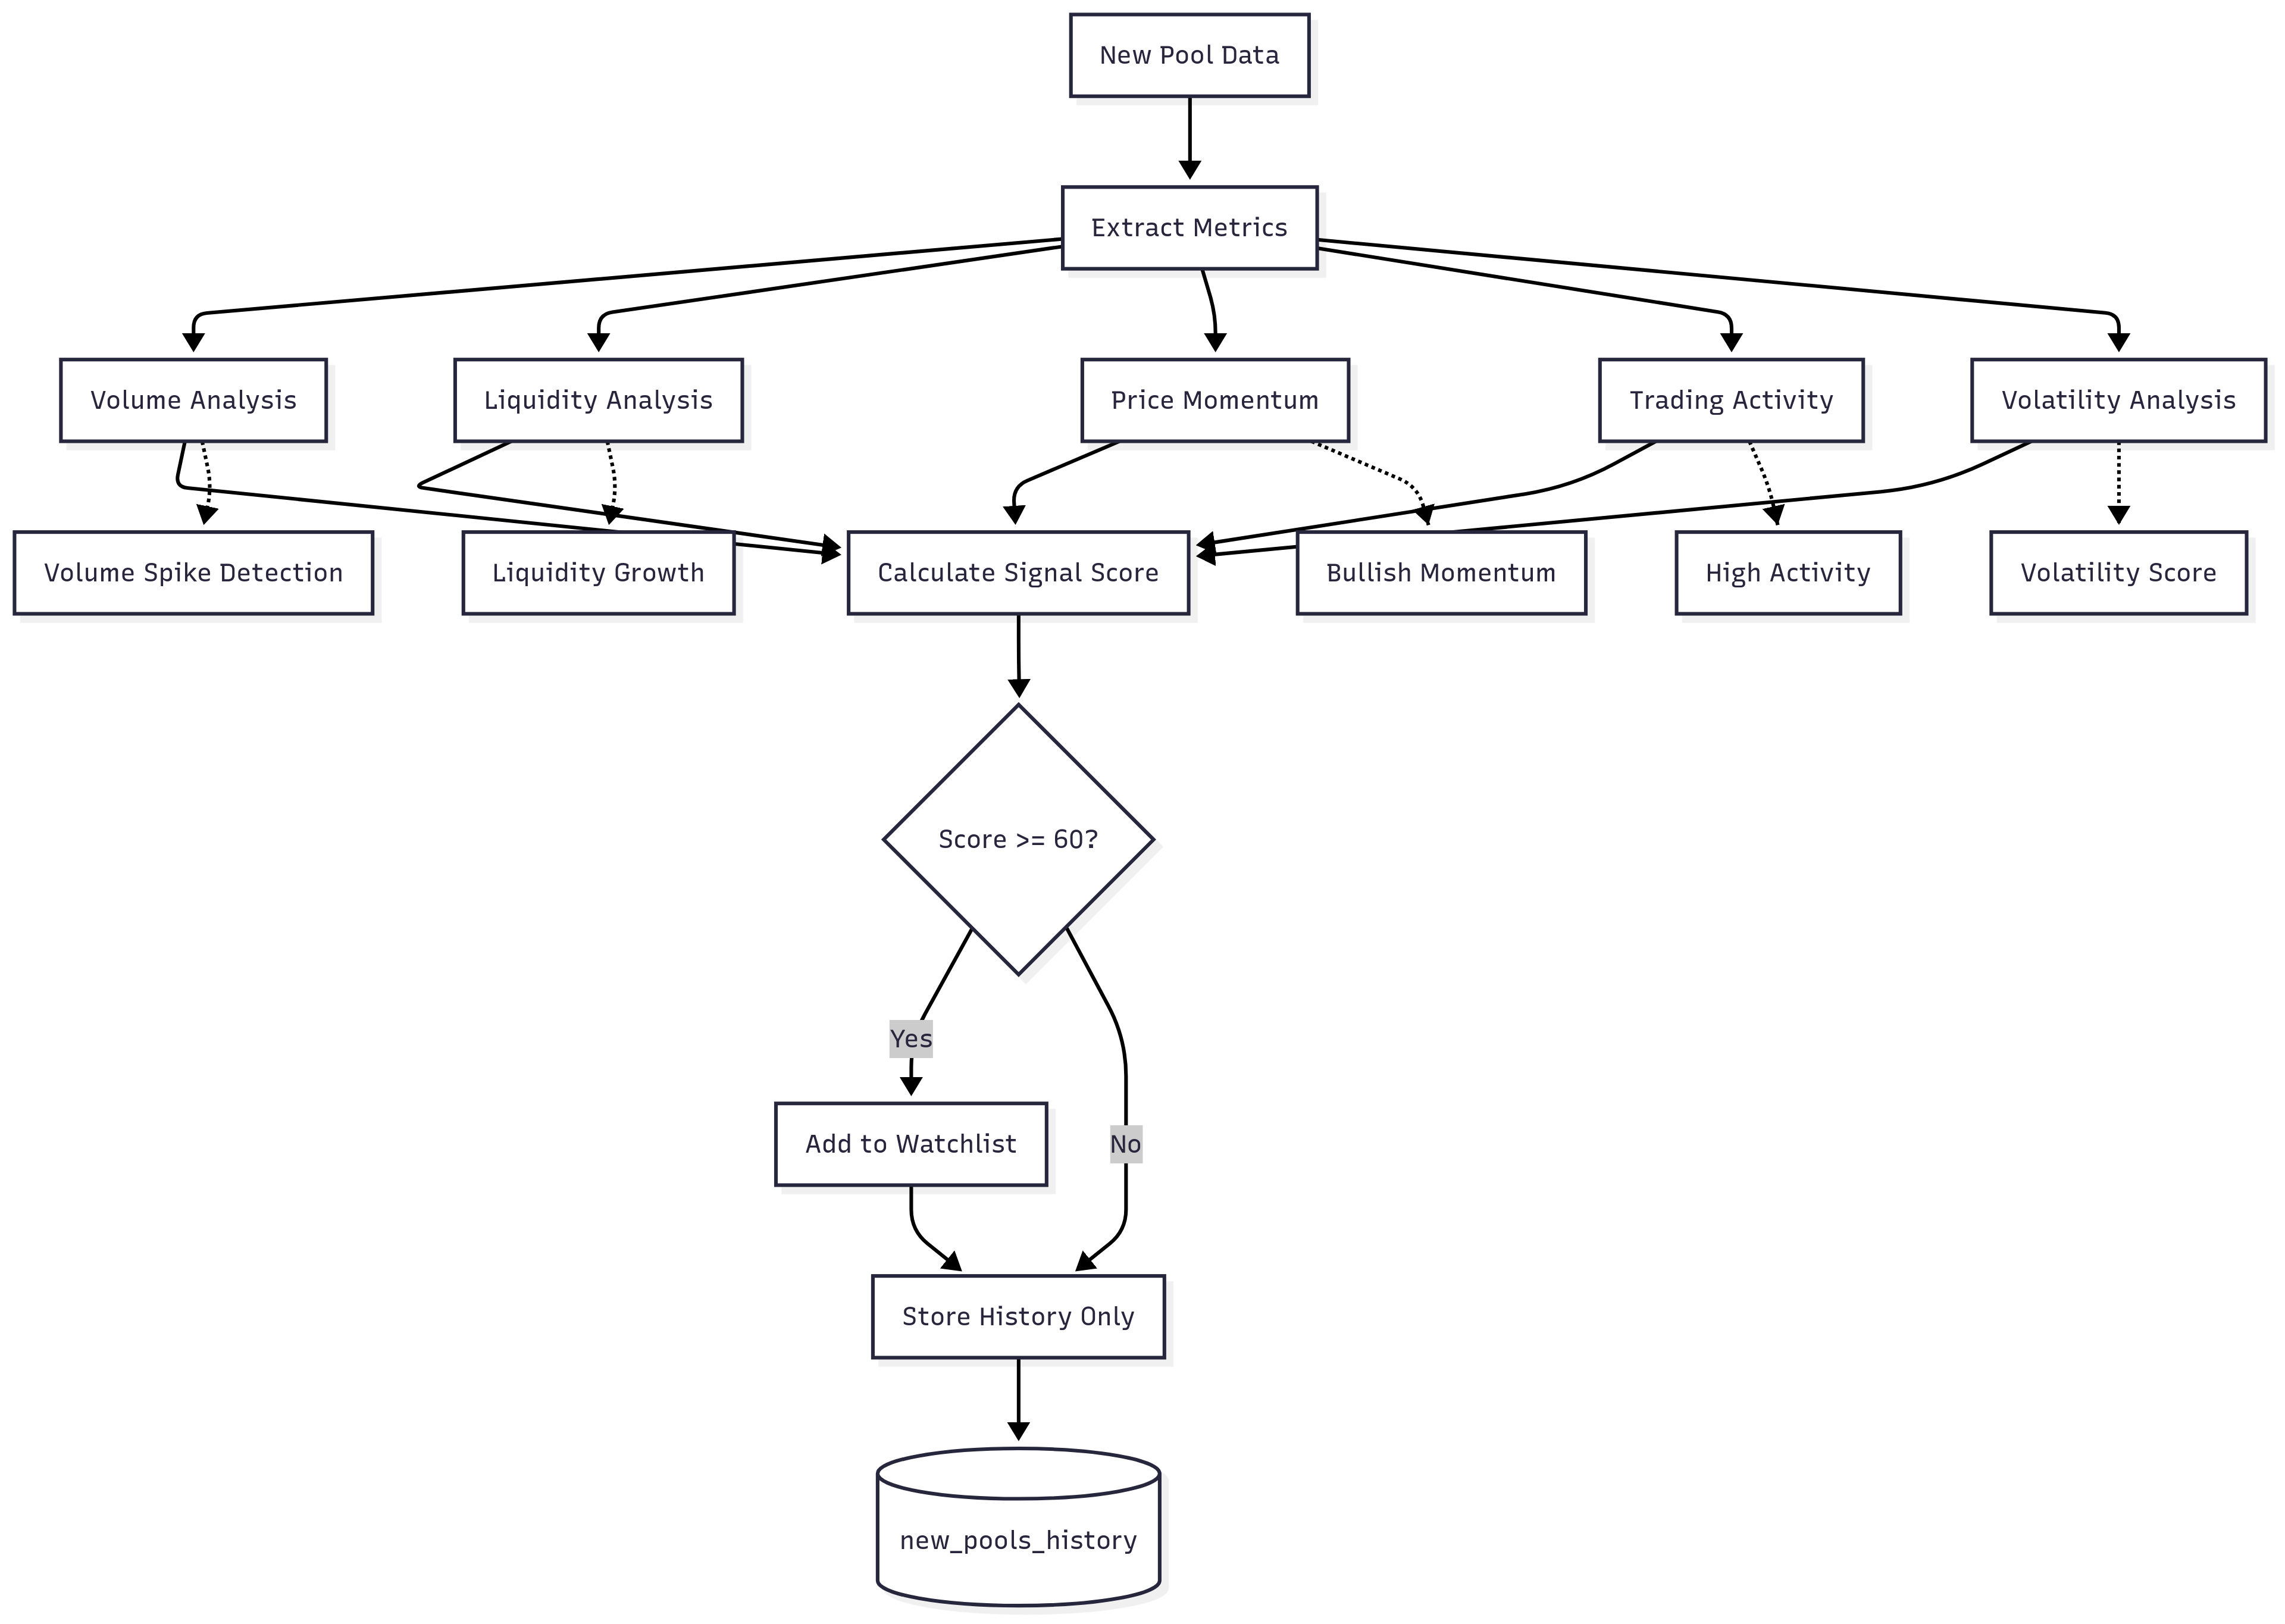 New Pool Data
Extract Metrics
Volume Analysis
Liquidity Analysis
Price Momentum
Trading Activity
Volatility Analysis
Volume Spike Detection
Liquidity Growth
Calculate Signal Score
Bullish Momentum
High Activity
Volatility Score
Score >= 60?
Yes
Add to Watchlist
No
Store History Only
new_pools_history